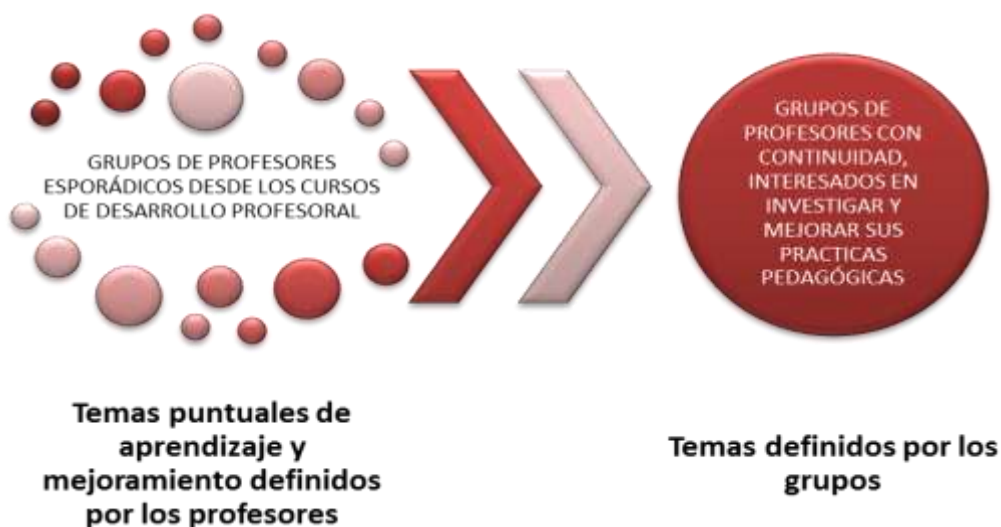 GRUPOS DE PROFESORES
ESPORÁDICOS DESDE LOS CURSOS
DE DESARROLLO PROFESORAL
GRUPOS DE
PROFESORES CON
CONTINUIDAD,
INTERESADOS EN
INVESTIGAR Y
MEJORAR SUS
PRACTICAS
PEDAGÓGICAS
Temas puntuales de
aprendizaje y
mejoramiento definidos
por los profesores
Temas definidos por los
grupos